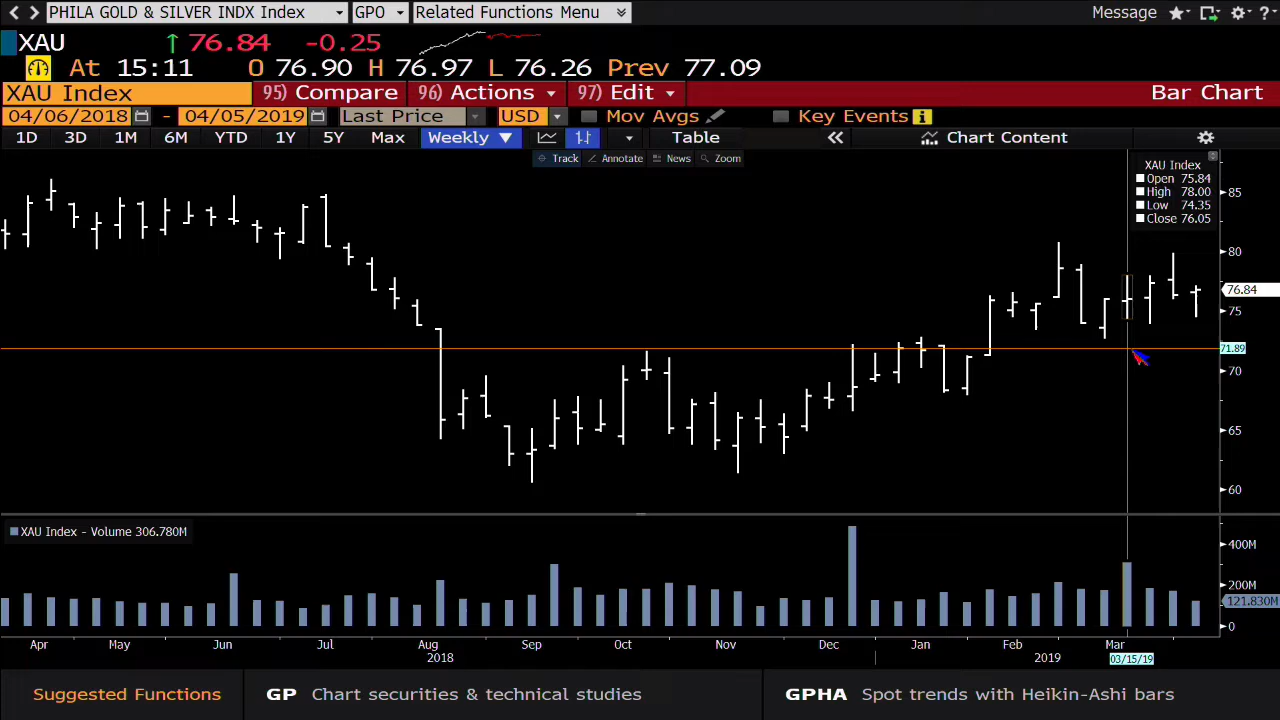 PHILA GOLD & SILVER INDX Index GPO Related Functions Menu Message ?
XAU ↑ 76.84 -0.25
At 15:11 O 76.90 H 76.97 L 76.26 Prev 77.09
XAU Index 95) Compare 96) Actions 97) Edit Bar Chart
04/06/2018 - 04/05/2019 Last Price USD Mov Avgs Key Events i
1D 3D 1M 6M YTD 1Y 5Y Max Weekly ▼ Table « Chart Content
Track Annotate News Zoom
XAU Index
Open 75.84
High 78.00
Low 74.35
Close 76.05
85
80
76.84
75
71.89
70
65
60
XAU Index - Volume 306.780M
400M
200M
121.830M
0
Apr May Jun Jul Aug Sep Oct Nov Dec Jan Feb Mar
2018 2019 03/15/19
Suggested Functions GP Chart securities & technical studies GPHA Spot trends with Heikin-Ashi bars